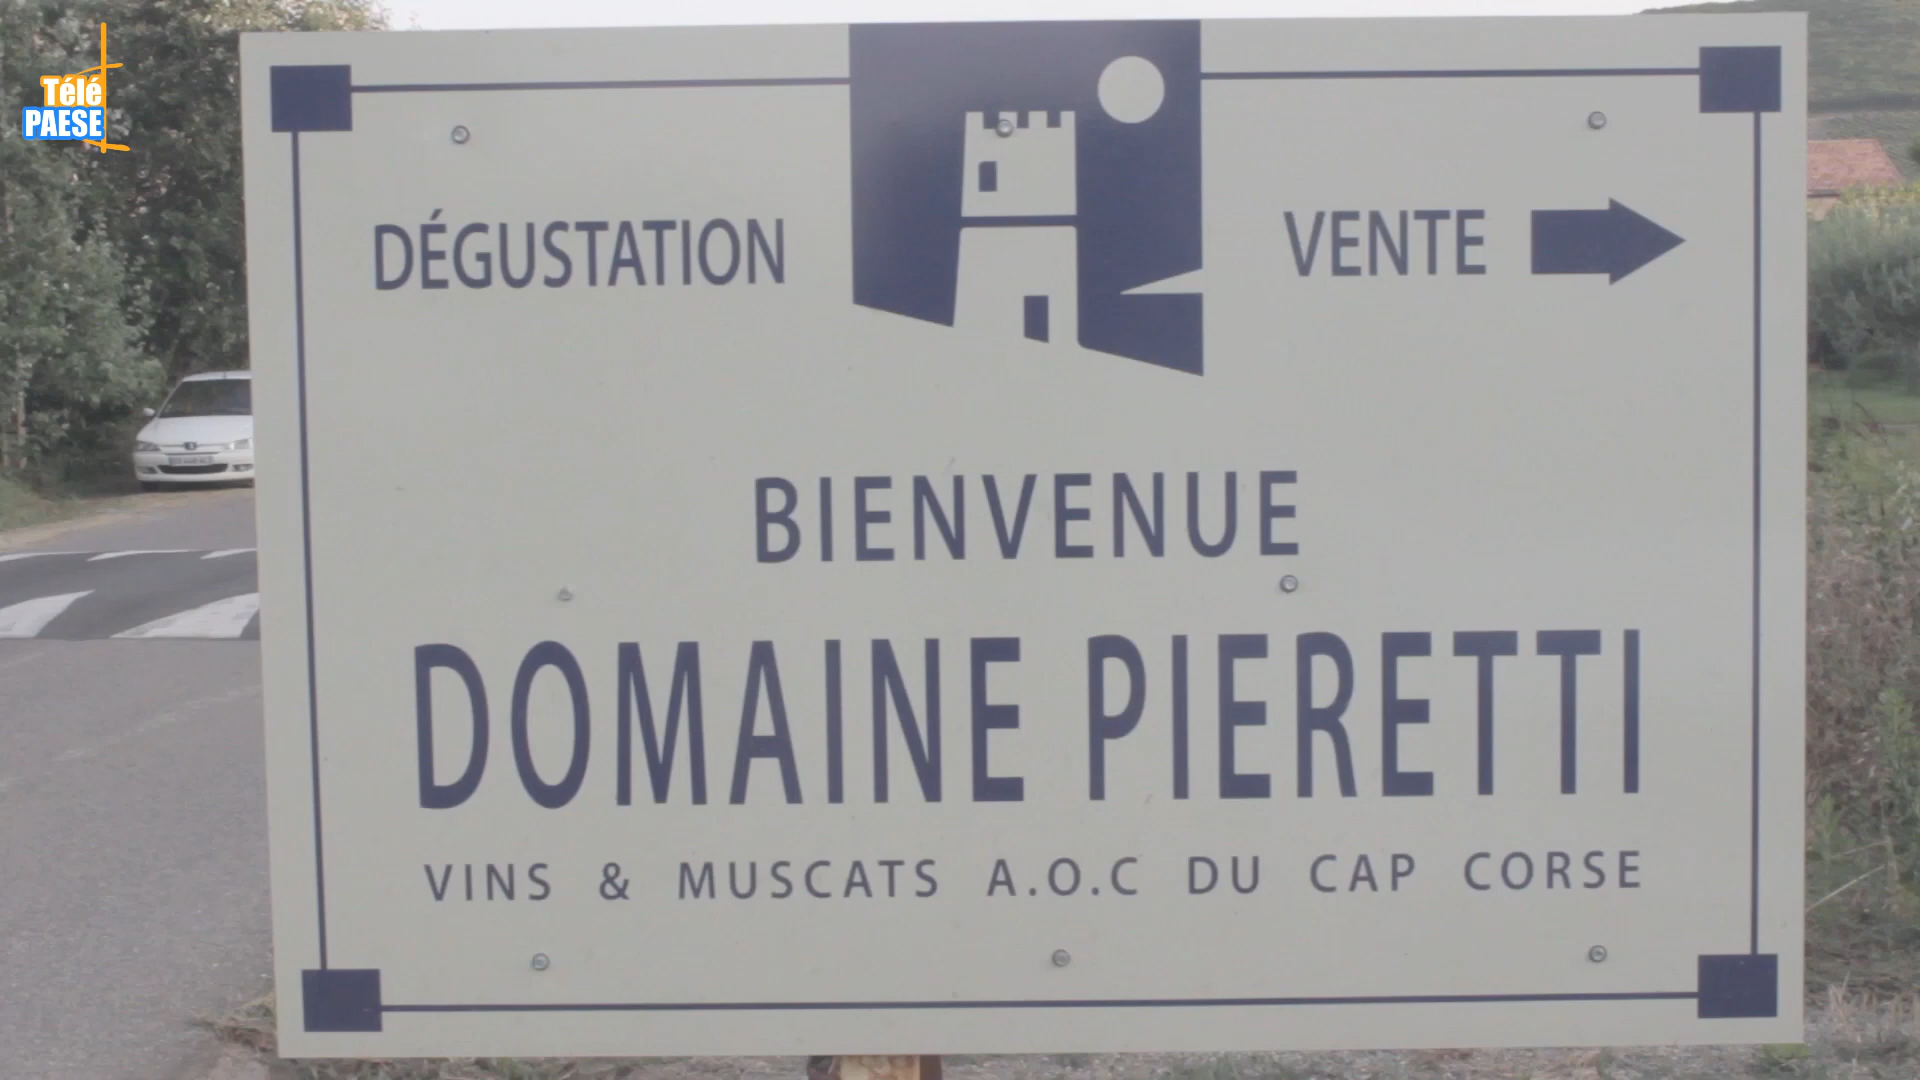 Télé
PAESE
DÉGUSTATION
VENTE
BIENVENUE
DOMAINE PIERETTI
VINS & MUSCATS A.O.C DU CAP CORSE